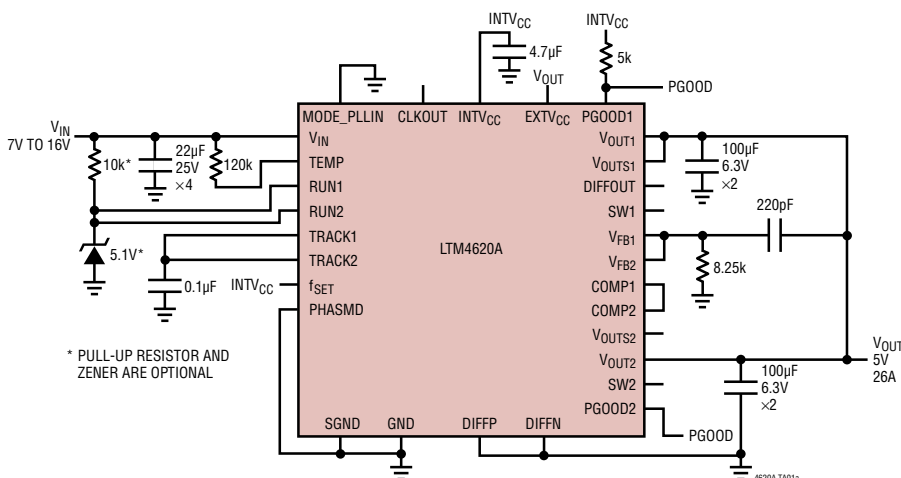 INTVCC
INTVCC
4.7µF
5k
VOUT
PGOOD
MODE_PLLIN CLKOUT INTVCC EXTVCC PGOOD1
VIN
7V TO 16V
10k*
22µF
25V
×4
120k
VIN
TEMP
RUN1
RUN2
TRACK1
TRACK2
fSET
PHASMD
5.1V*
0.1µF
INTVCC
* PULL-UP RESISTOR AND
ZENER ARE OPTIONAL
LTM4620A
VOUT1
VOUTS1
DIFFOUT
SW1
VFB1
VFB2
COMP1
COMP2
VOUTS2
VOUT2
SW2
PGOOD2
100µF
6.3V
×2
220pF
8.25k
VOUT
5V
26A
100µF
6.3V
×2
PGOOD
SGND GND DIFFP DIFFN
4620A TA01a